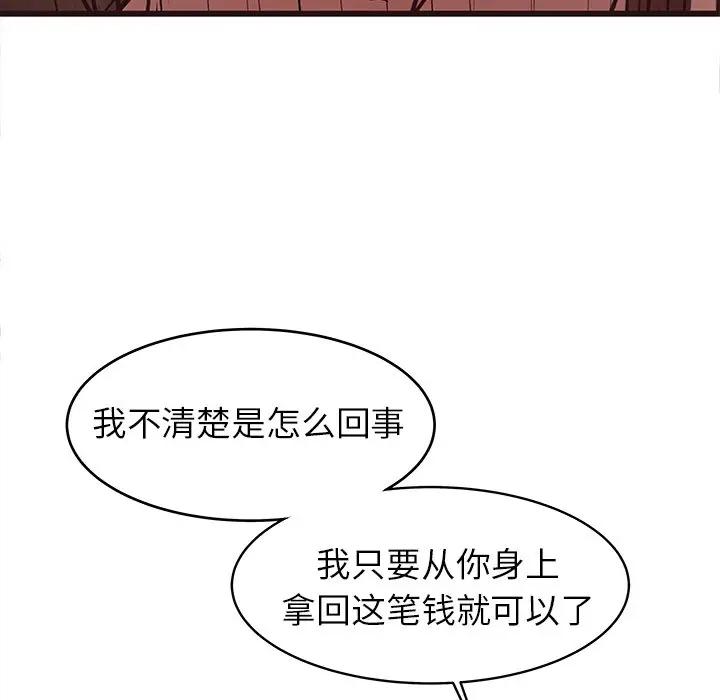 我不清楚是怎么回事
我只要从你身上
拿回这笔钱就可以了